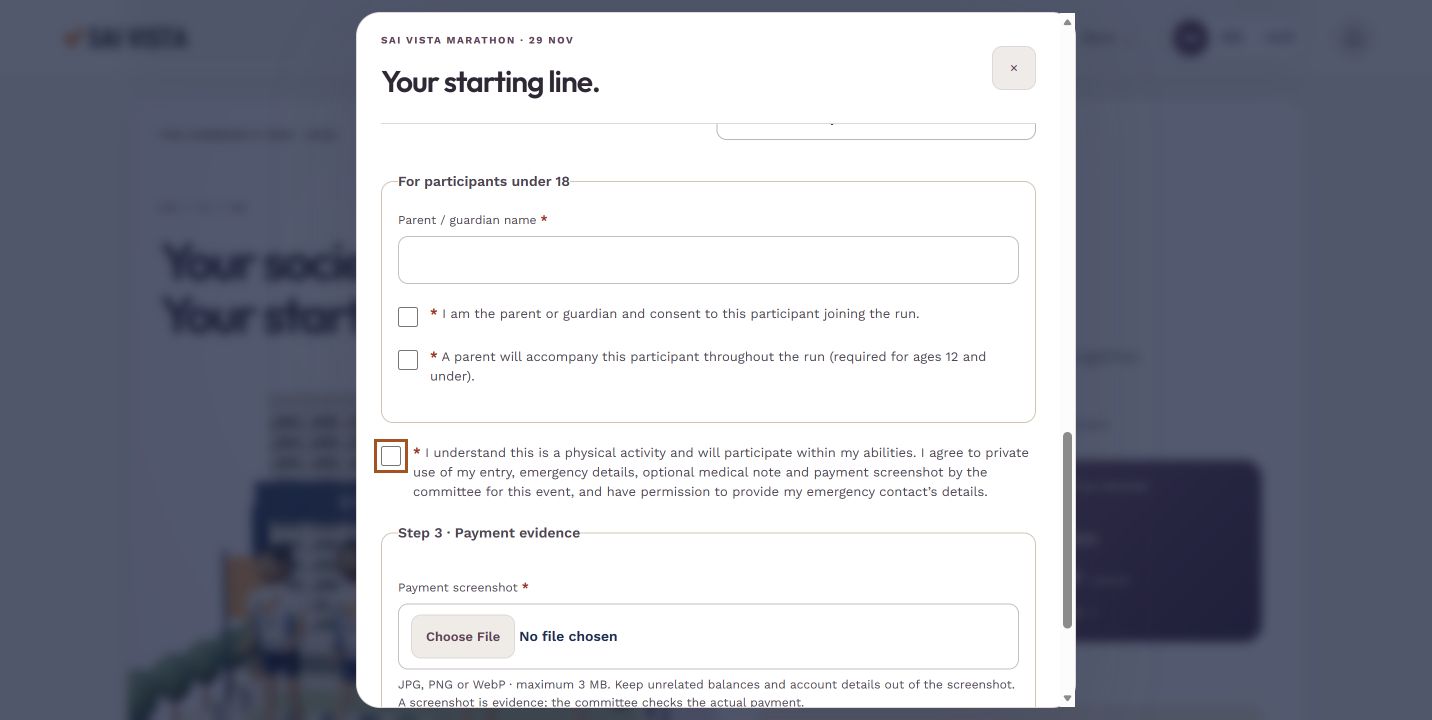 SAI VISTA
SAI VISTA MARATHON · 29 NOV
Your starting line.
×
For participants under 18
Parent / guardian name *
* I am the parent or guardian and consent to this participant joining the run.
* A parent will accompany this participant throughout the run (required for ages 12 and
under).
* I understand this is a physical activity and will participate within my abilities. I agree to private
use of my entry, emergency details, optional medical note and payment screenshot by the
committee for this event, and have permission to provide my emergency contact’s details.
Step 3 · Payment evidence
Payment screenshot *
Choose File No file chosen
JPG, PNG or WebP · maximum 3 MB. Keep unrelated balances and account details out of the screenshot.
A screenshot is evidence; the committee checks the actual payment.
Your
Your start